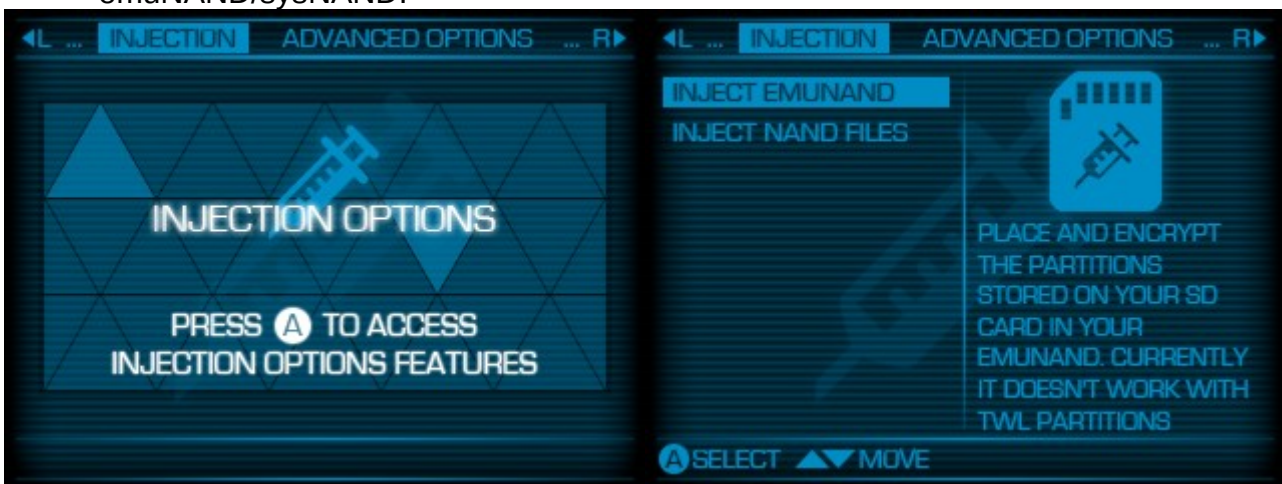 emuNAND/sysNAND.
L ... INJECTION ADVANCED OPTIONS ... R
INJECTION OPTIONS
PRESS A TO ACCESS
INJECTION OPTIONS FEATURES
L ... INJECTION ADVANCED OPTIONS ... R
INJECT EMUNAND
INJECT NAND FILES
PLACE AND ENCRYPT
THE PARTITIONS
STORED ON YOUR SD
CARD IN YOUR
EMUNAND. CURRENTLY
IT DOESN'T WORK WITH
TWL PARTITIONS
A SELECT MOVE